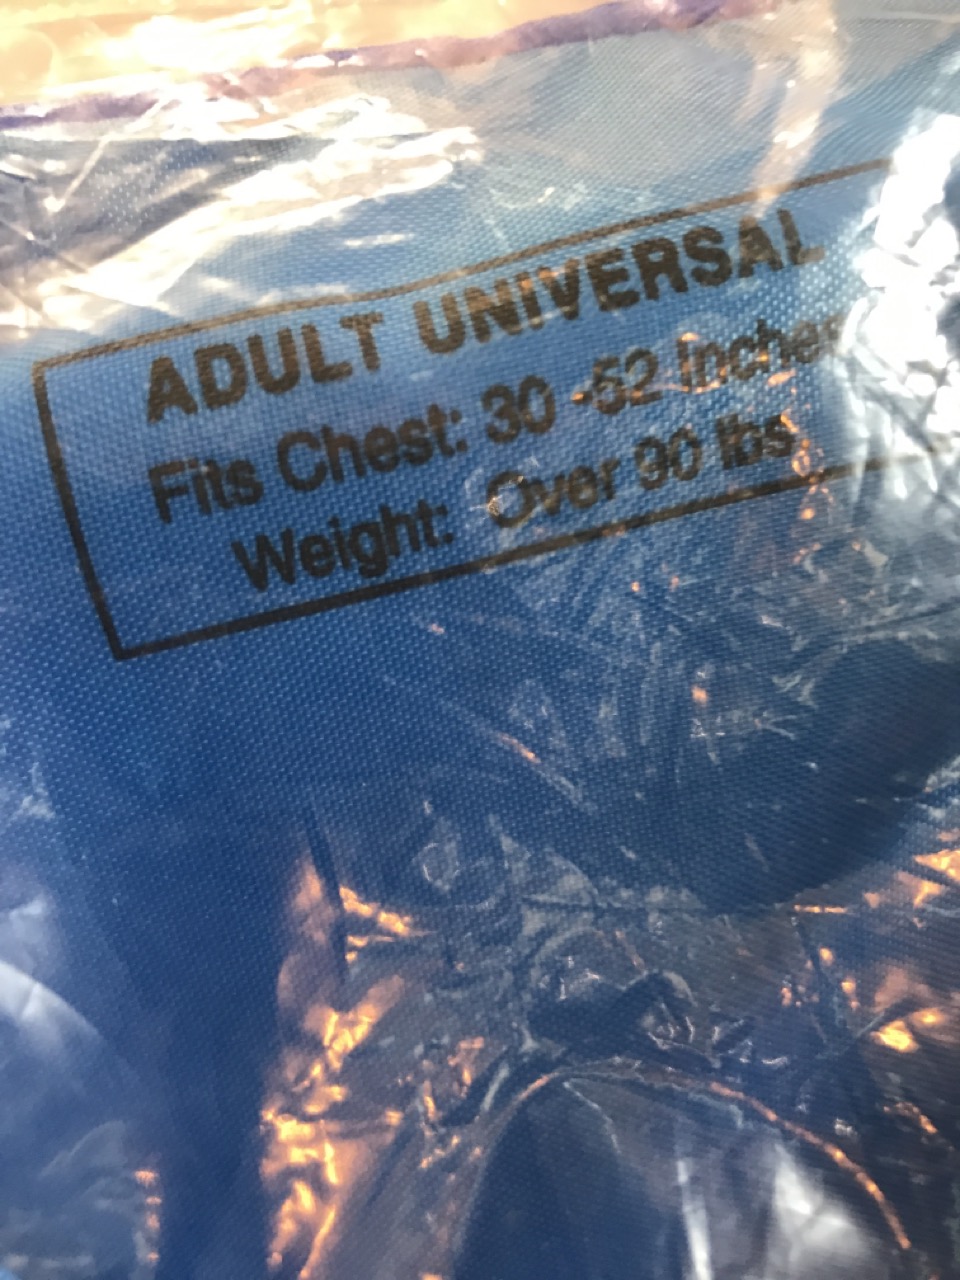 ADULT UNIVERSAL
Fits Chest: 30 -52 inches
Weight: Over 90 lbs